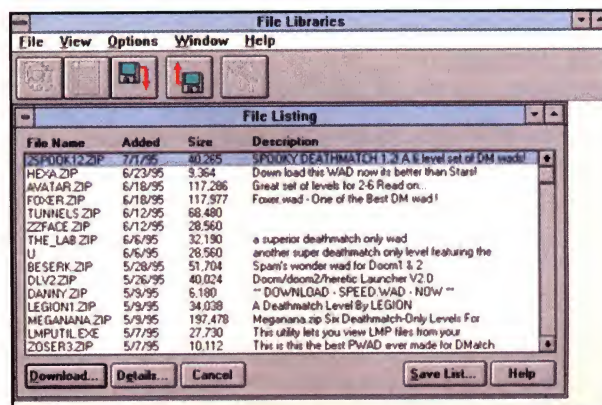 File Libraries
File View Options Window Help
File Listing
File Name Added Size Description
2SPOOK12.ZIP 7/1/95 40,265 SPOOKY DEATHMATCH 1.2! A 6 level set of DM wads!
HEXA.ZIP 6/23/95 9,364 Down load this WAD now its better than Stars!
AVATAR.ZIP 6/18/95 117,286 Great set of levels for 2-6 Read on...
FOXER.ZIP 6/18/95 117,977 Foxer.wad - One of the Best DM wad!
TUNNELS.ZIP 6/12/95 68,480
ZZFACE.ZIP 6/12/95 28,560
THE_LAB.ZIP 6/6/95 32,190 a superior deathmatch only wad
U 6/6/95 28,560 another super deathmatch only level featuring the
BESERK.ZIP 5/28/95 51,704 Spam's wonder wad for Doom1 & 2
DLV2.ZIP 5/26/95 40,024 Doom/doom2/heretic Launcher V2.0
DANNY.ZIP 5/9/95 6,180 ** DOWNLOAD - SPEED.WAD - NOW **
LEGION1.ZIP 5/9/95 34,038 A Deathmatch Level By LEGION
MEGANANA.ZIP 5/9/95 197,478 Meganana.zip Six Deathmatch-Only Levels For
LMPUTIL.EXE 5/7/95 27,730 This utility lets you view LMP files from your
ZOSER3.ZIP 5/7/95 10,112 This is this the best PWAD ever made for DMatch
Download... Details... Cancel Save List... Help